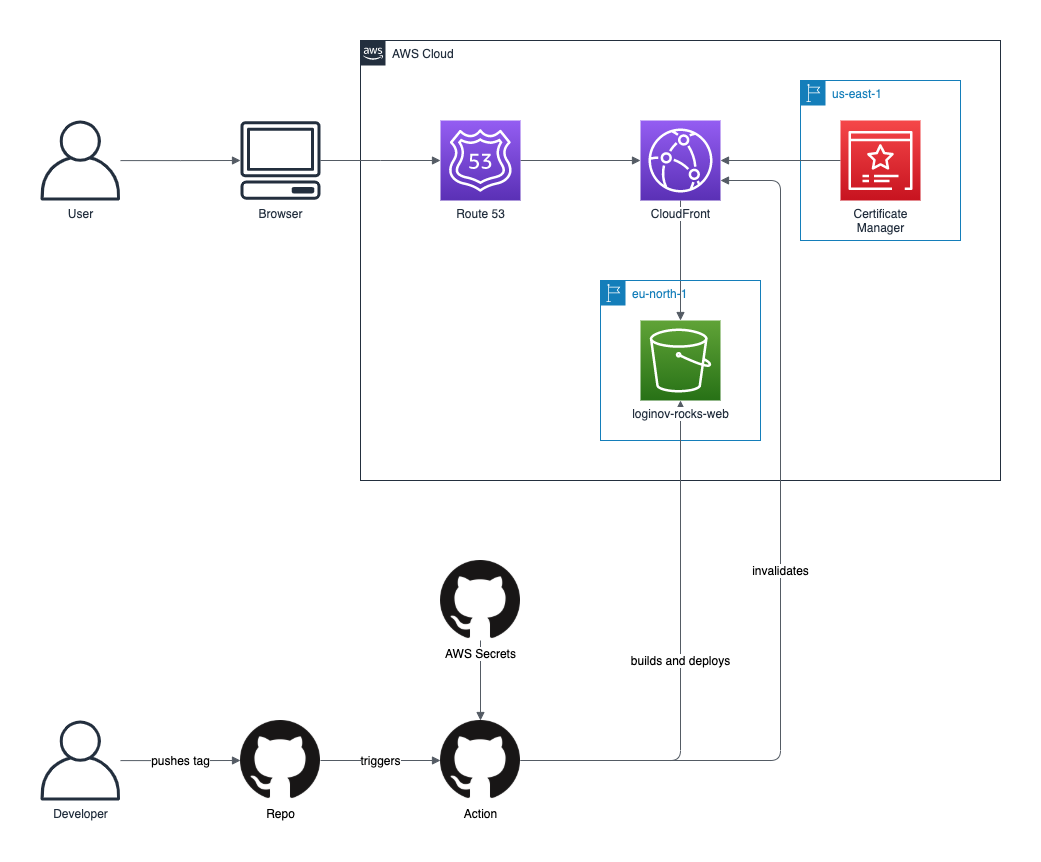 aws
AWS Cloud
us-east-1
53
User
Browser
Route 53
CloudFront
Certificate
Manager
eu-north-1
loginov-rocks-web
invalidates
AWS Secrets
builds and deploys
pushes tag
triggers
Developer
Repo
Action